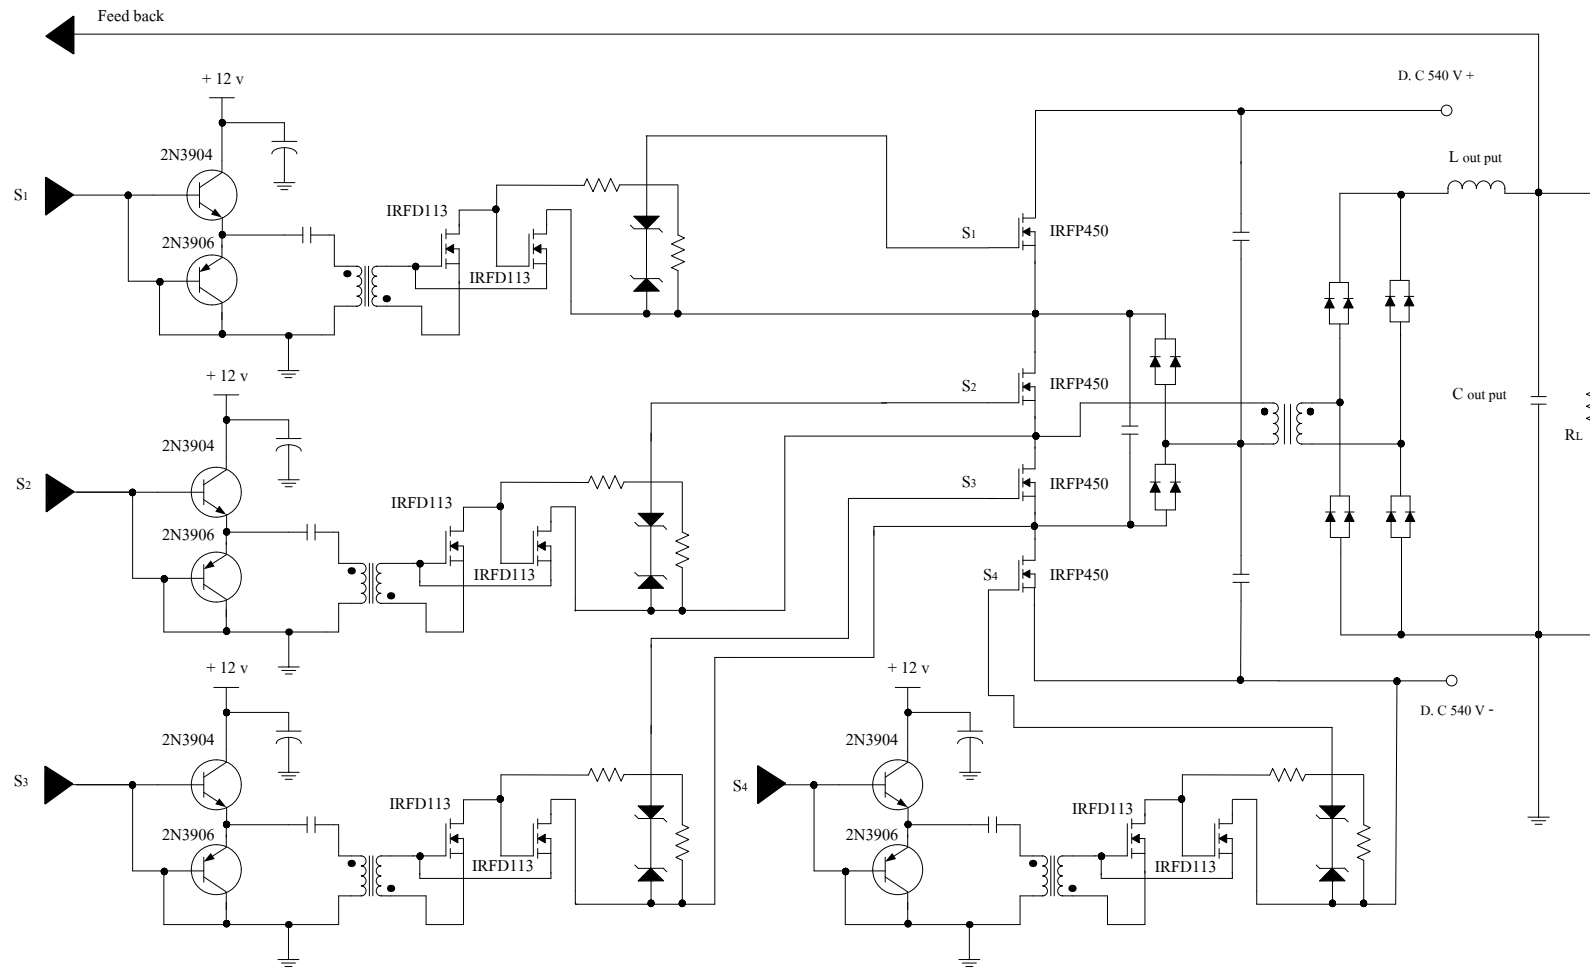 Feed back
+ 12 v
D. C 540 V +
2N3904
L out put
S1
IRFD113
2N3906
S1
IRFP450
IRFD113
+ 12 v
S2
IRFP450
C out put
2N3904
RL
S2
S3
IRFP450
IRFD113
2N3906
IRFD113
S4
IRFP450
+ 12 v
+ 12 v
D. C 540 V -
2N3904
2N3904
S3
S4
IRFD113
IRFD113
2N3906
2N3906
IRFD113
IRFD113